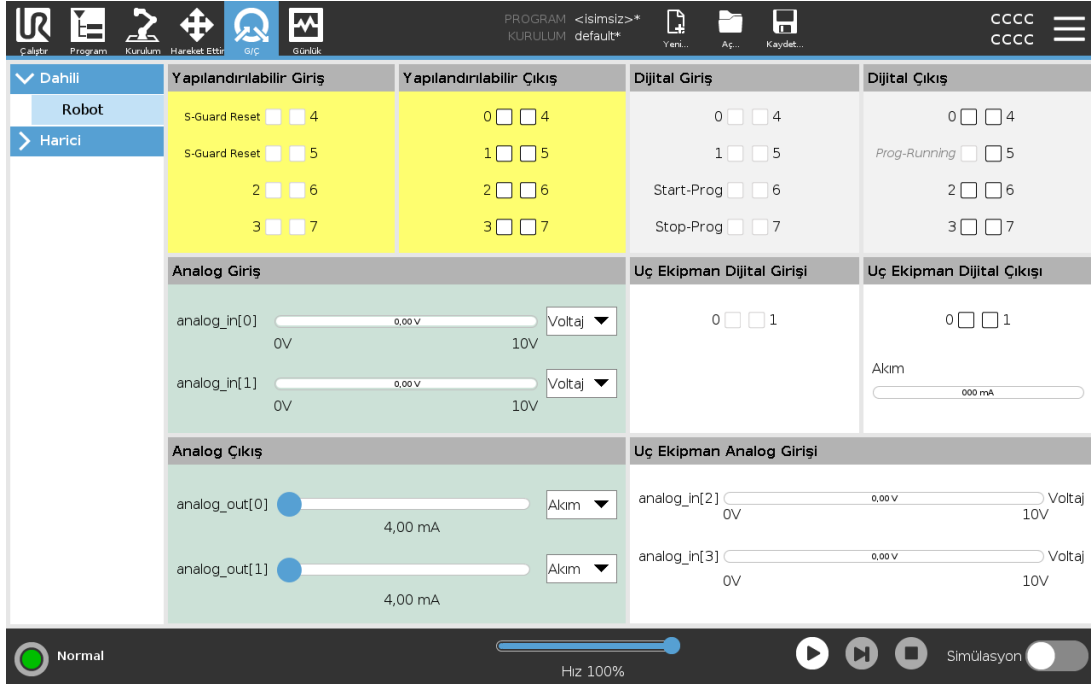 UR
PROGRAM <isimsiz>*
KURULUM default*
CCCC
CCCC
Çalıştır Program Kurulum Hareket Ettir G/Ç Günlük Yeni... Aç... Kaydet...
Dahili
Robot
Harici
Yapılandırılabilir Giriş
S-Guard Reset 4
S-Guard Reset 5
2 6
3 7
Yapılandırılabilir Çıkış
0 4
1 5
2 6
3 7
Dijital Giriş
0 4
1 5
Start-Prog 6
Stop-Prog 7
Dijital Çıkış
0 4
Prog-Running 5
2 6
3 7
Analog Giriş
analog_in[0] 0,00 V Voltaj
0V 10V
analog_in[1] 0,00 V Voltaj
0V 10V
Uç Ekipman Dijital Girişi
0 1
Uç Ekipman Dijital Çıkışı
0 1
Akım
000 mA
Analog Çıkış
analog_out[0] Akım
4,00 mA
analog_out[1] Akım
4,00 mA
Uç Ekipman Analog Girişi
analog_in[2] 0,00 V Voltaj
0V 10V
analog_in[3] 0,00 V Voltaj
0V 10V
Normal
Hız 100%
Simülasyon